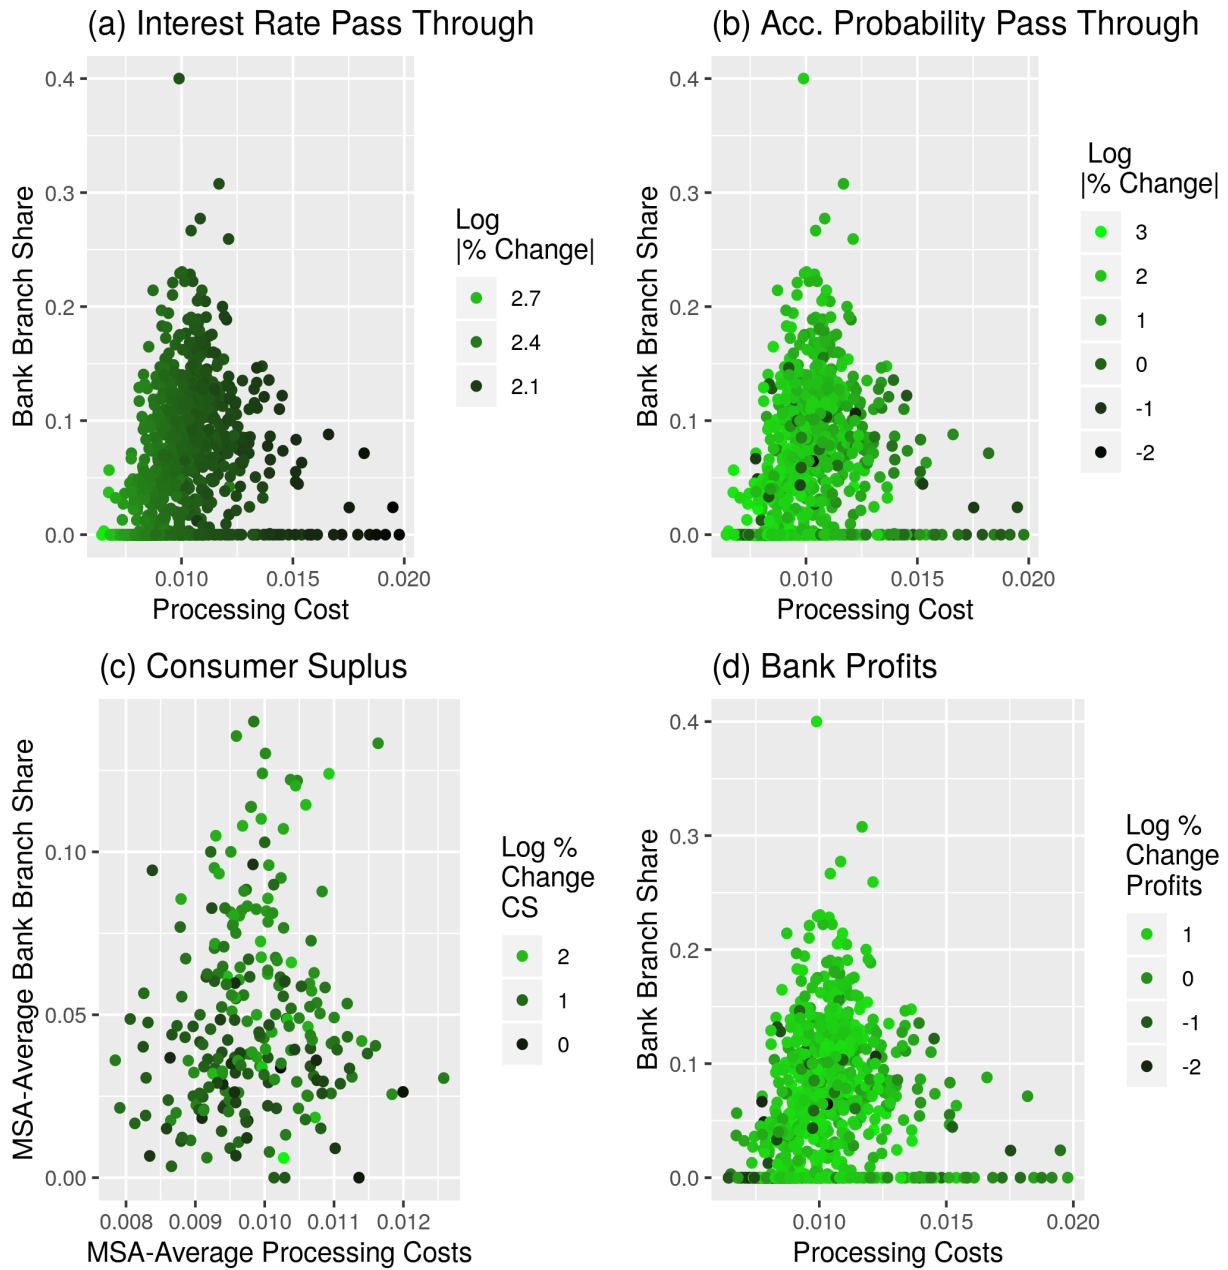 (a) Interest Rate Pass Through
Bank Branch Share
0.4
0.3
0.2
0.1
0.0
0.010 0.015 0.020
Processing Cost
Log
|% Change|
2.7
2.4
2.1
(b) Acc. Probability Pass Through
Bank Branch Share
0.4
0.3
0.2
0.1
0.0
0.010 0.015 0.020
Processing Cost
Log
|% Change|
3
2
1
0
-1
-2
(c) Consumer Suplus
MSA-Average Bank Branch Share
0.10
0.05
0.00
0.008 0.009 0.010 0.011 0.012
MSA-Average Processing Costs
Log %
Change
CS
2
1
0
(d) Bank Profits
Bank Branch Share
0.4
0.3
0.2
0.1
0.0
0.010 0.015 0.020
Processing Costs
Log %
Change
Profits
1
0
-1
-2